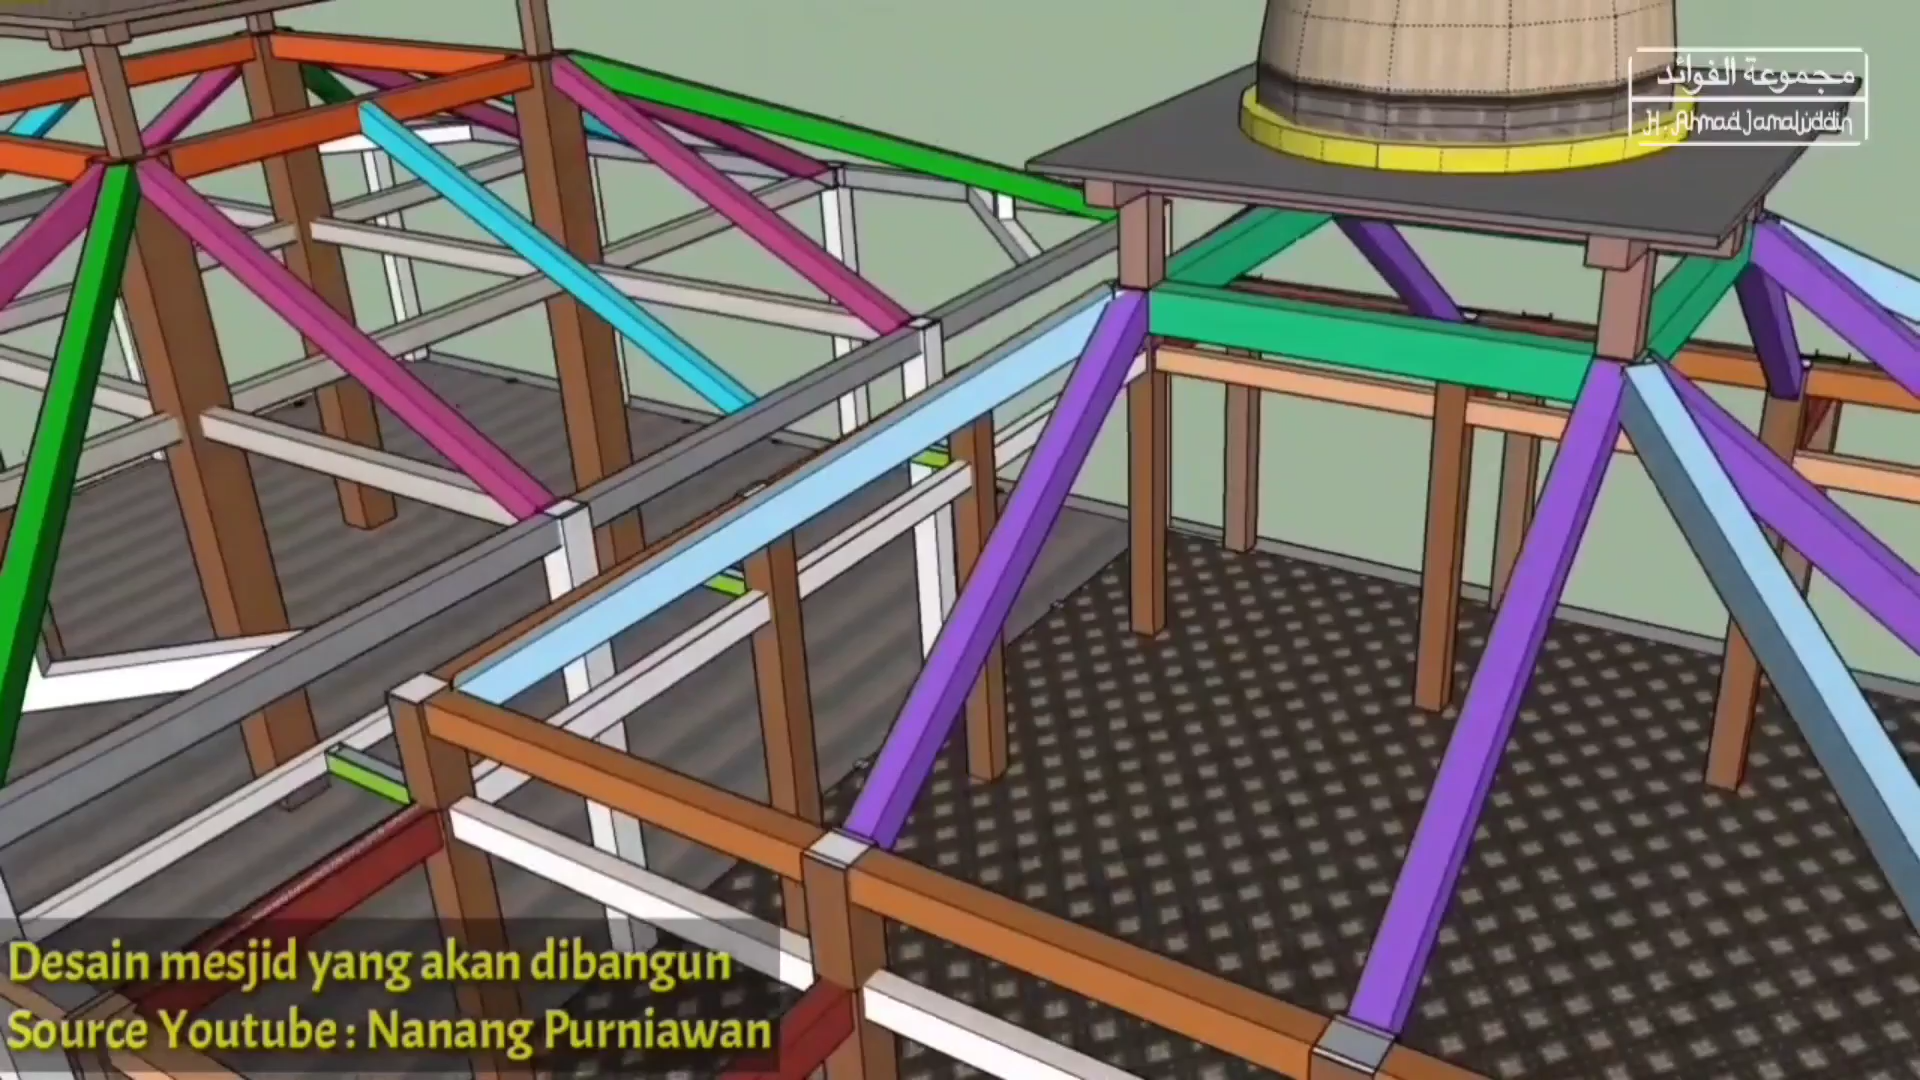 مجموعة الفوائد
H. Ahmad Jamaluddin
Desain mesjid yang akan dibangun
Source Youtube : Nanang Purniawan